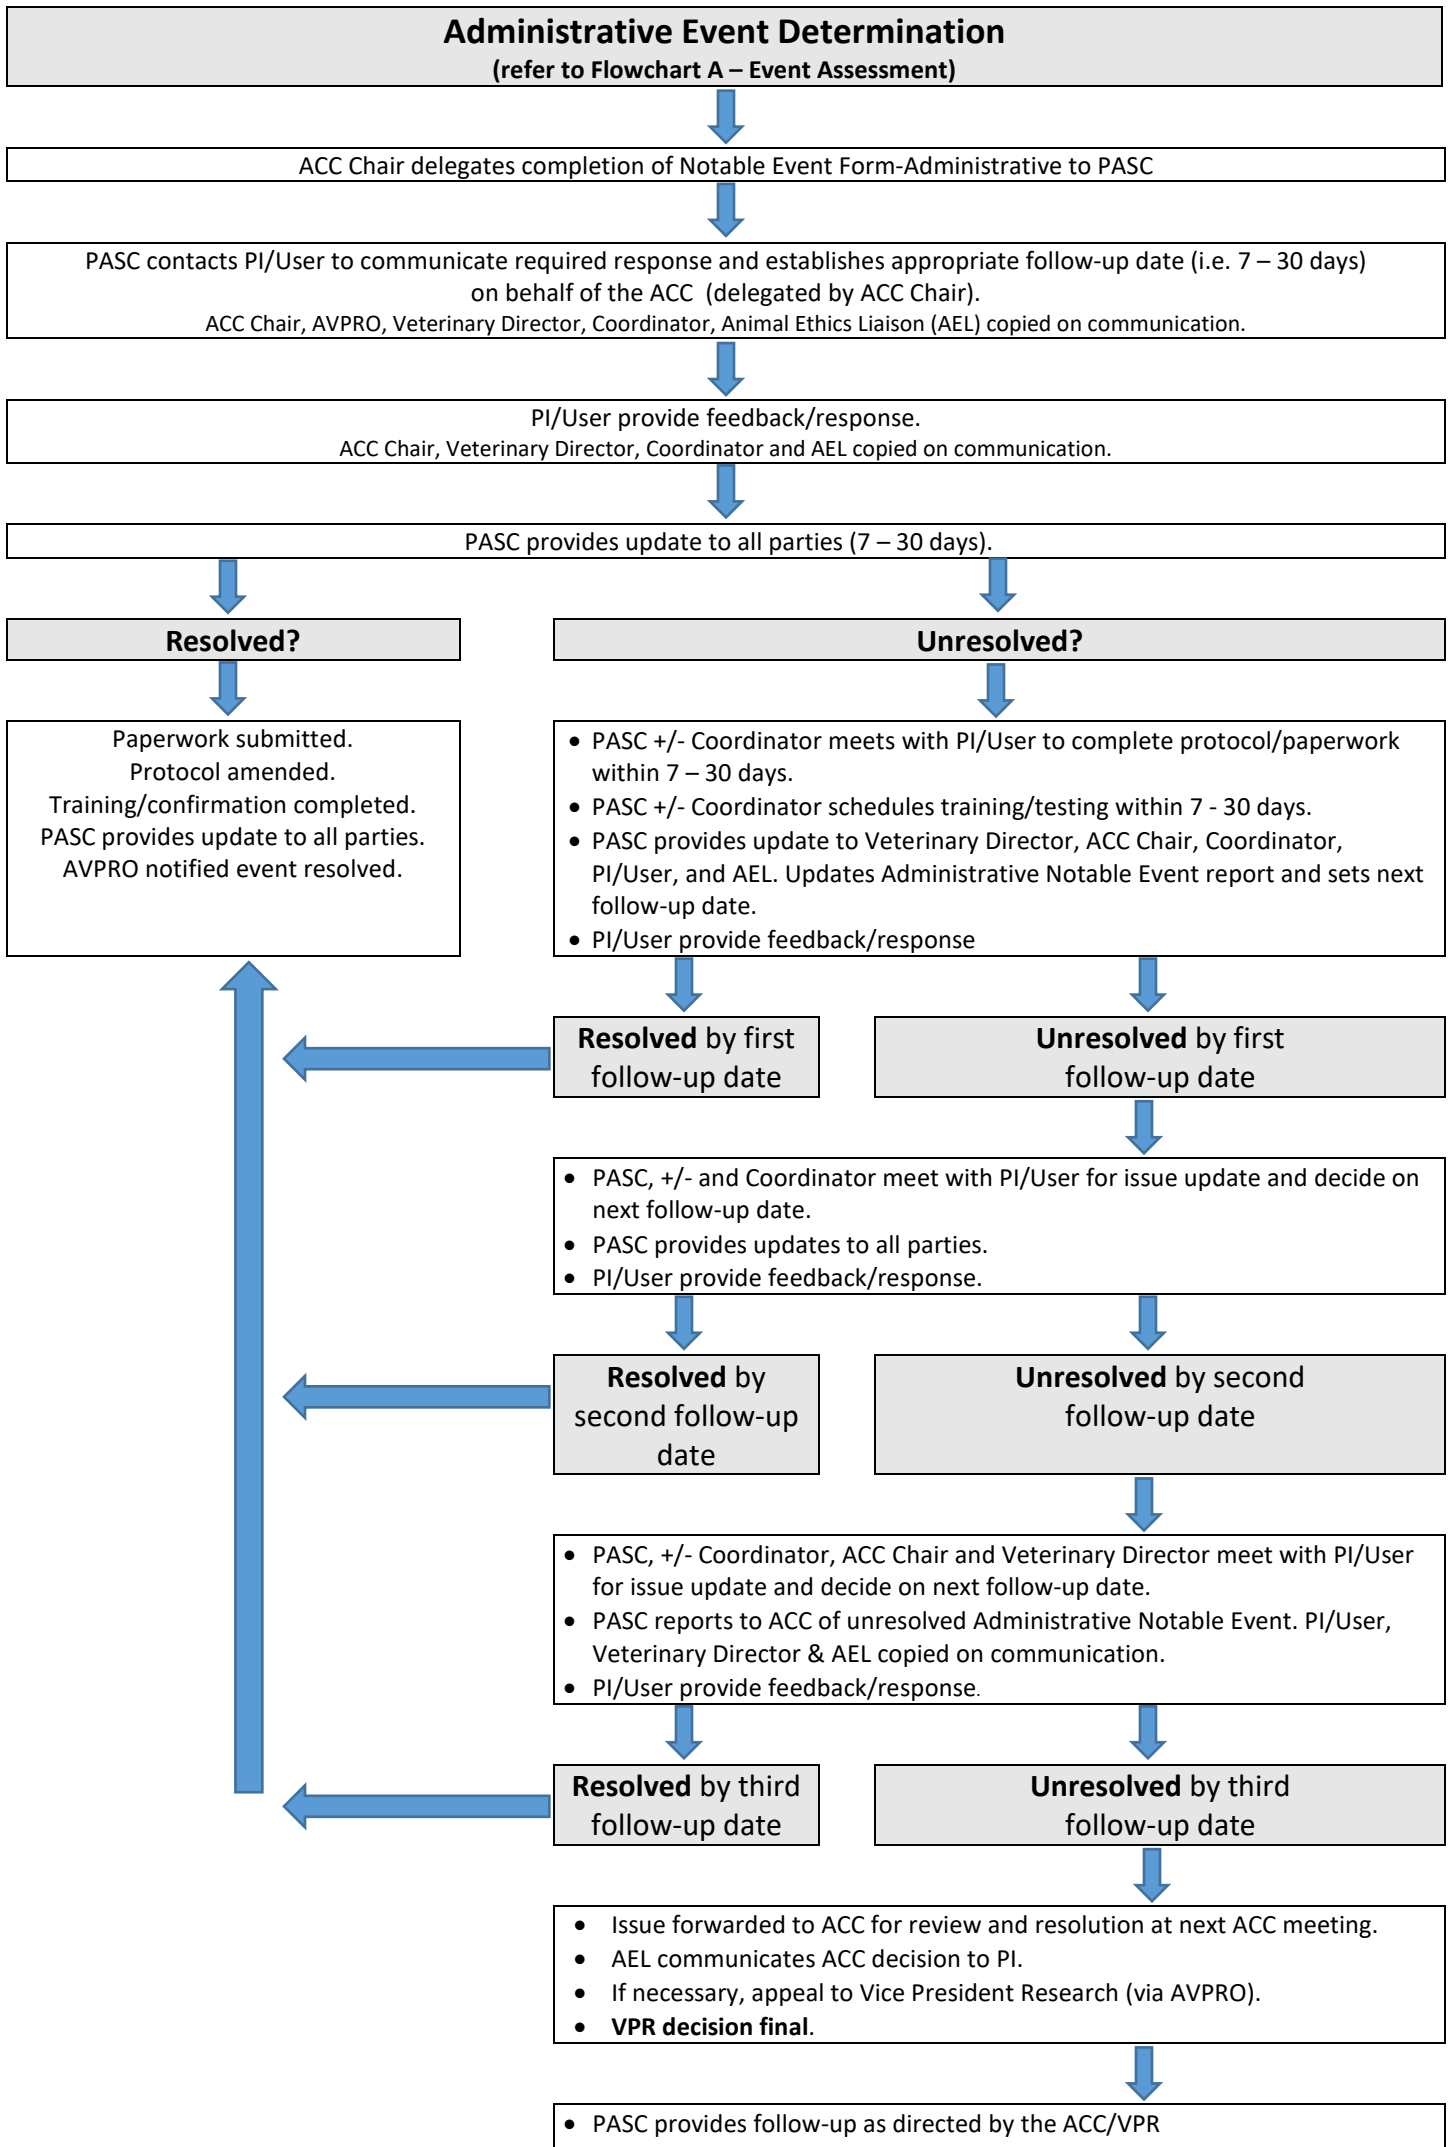 Administrative Event Determination
(refer to Flowchart A – Event Assessment)
ACC Chair delegates completion of Notable Event Form-Administrative to PASC
PASC contacts PI/User to communicate required response and establishes appropriate follow-up date (i.e. 7 – 30 days)
on behalf of the ACC (delegated by ACC Chair).
ACC Chair, AVPRO, Veterinary Director, Coordinator, Animal Ethics Liaison (AEL) copied on communication.
PI/User provide feedback/response.
ACC Chair, Veterinary Director, Coordinator and AEL copied on communication.
PASC provides update to all parties (7 – 30 days).
Resolved?
Paperwork submitted.
Protocol amended.
Training/confirmation completed.
PASC provides update to all parties.
AVPRO notified event resolved.
Unresolved?
• PASC +/- Coordinator meets with PI/User to complete protocol/paperwork
within 7 – 30 days.
• PASC +/- Coordinator schedules training/testing within 7 - 30 days.
• PASC provides update to Veterinary Director, ACC Chair, Coordinator,
PI/User, and AEL. Updates Administrative Notable Event report and sets next
follow-up date.
• PI/User provide feedback/response
Resolved by first
follow-up date
Unresolved by first
follow-up date
• PASC, +/- and Coordinator meet with PI/User for issue update and decide on
next follow-up date.
• PASC provides updates to all parties.
• PI/User provide feedback/response.
Resolved by
second follow-up
date
Unresolved by second
follow-up date
• PASC, +/- Coordinator, ACC Chair and Veterinary Director meet with PI/User
for issue update and decide on next follow-up date.
• PASC reports to ACC of unresolved Administrative Notable Event. PI/User,
Veterinary Director & AEL copied on communication.
• PI/User provide feedback/response.
Resolved by third
follow-up date
Unresolved by third
follow-up date
• Issue forwarded to ACC for review and resolution at next ACC meeting.
• AEL communicates ACC decision to PI.
• If necessary, appeal to Vice President Research (via AVPRO).
• VPR decision final.
• PASC provides follow-up as directed by the ACC/VPR